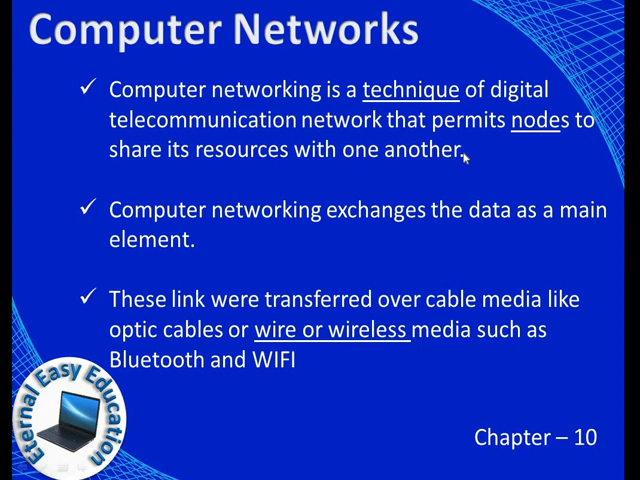 Computer Networks
✓ Computer networking is a technique of digital
telecommunication network that permits nodes to
share its resources with one another.
✓ Computer networking exchanges the data as a main
element.
✓ These link were transferred over cable media like
optic cables or wire or wireless media such as
Bluetooth and WIFI
Eternal Easy Education
Chapter – 10